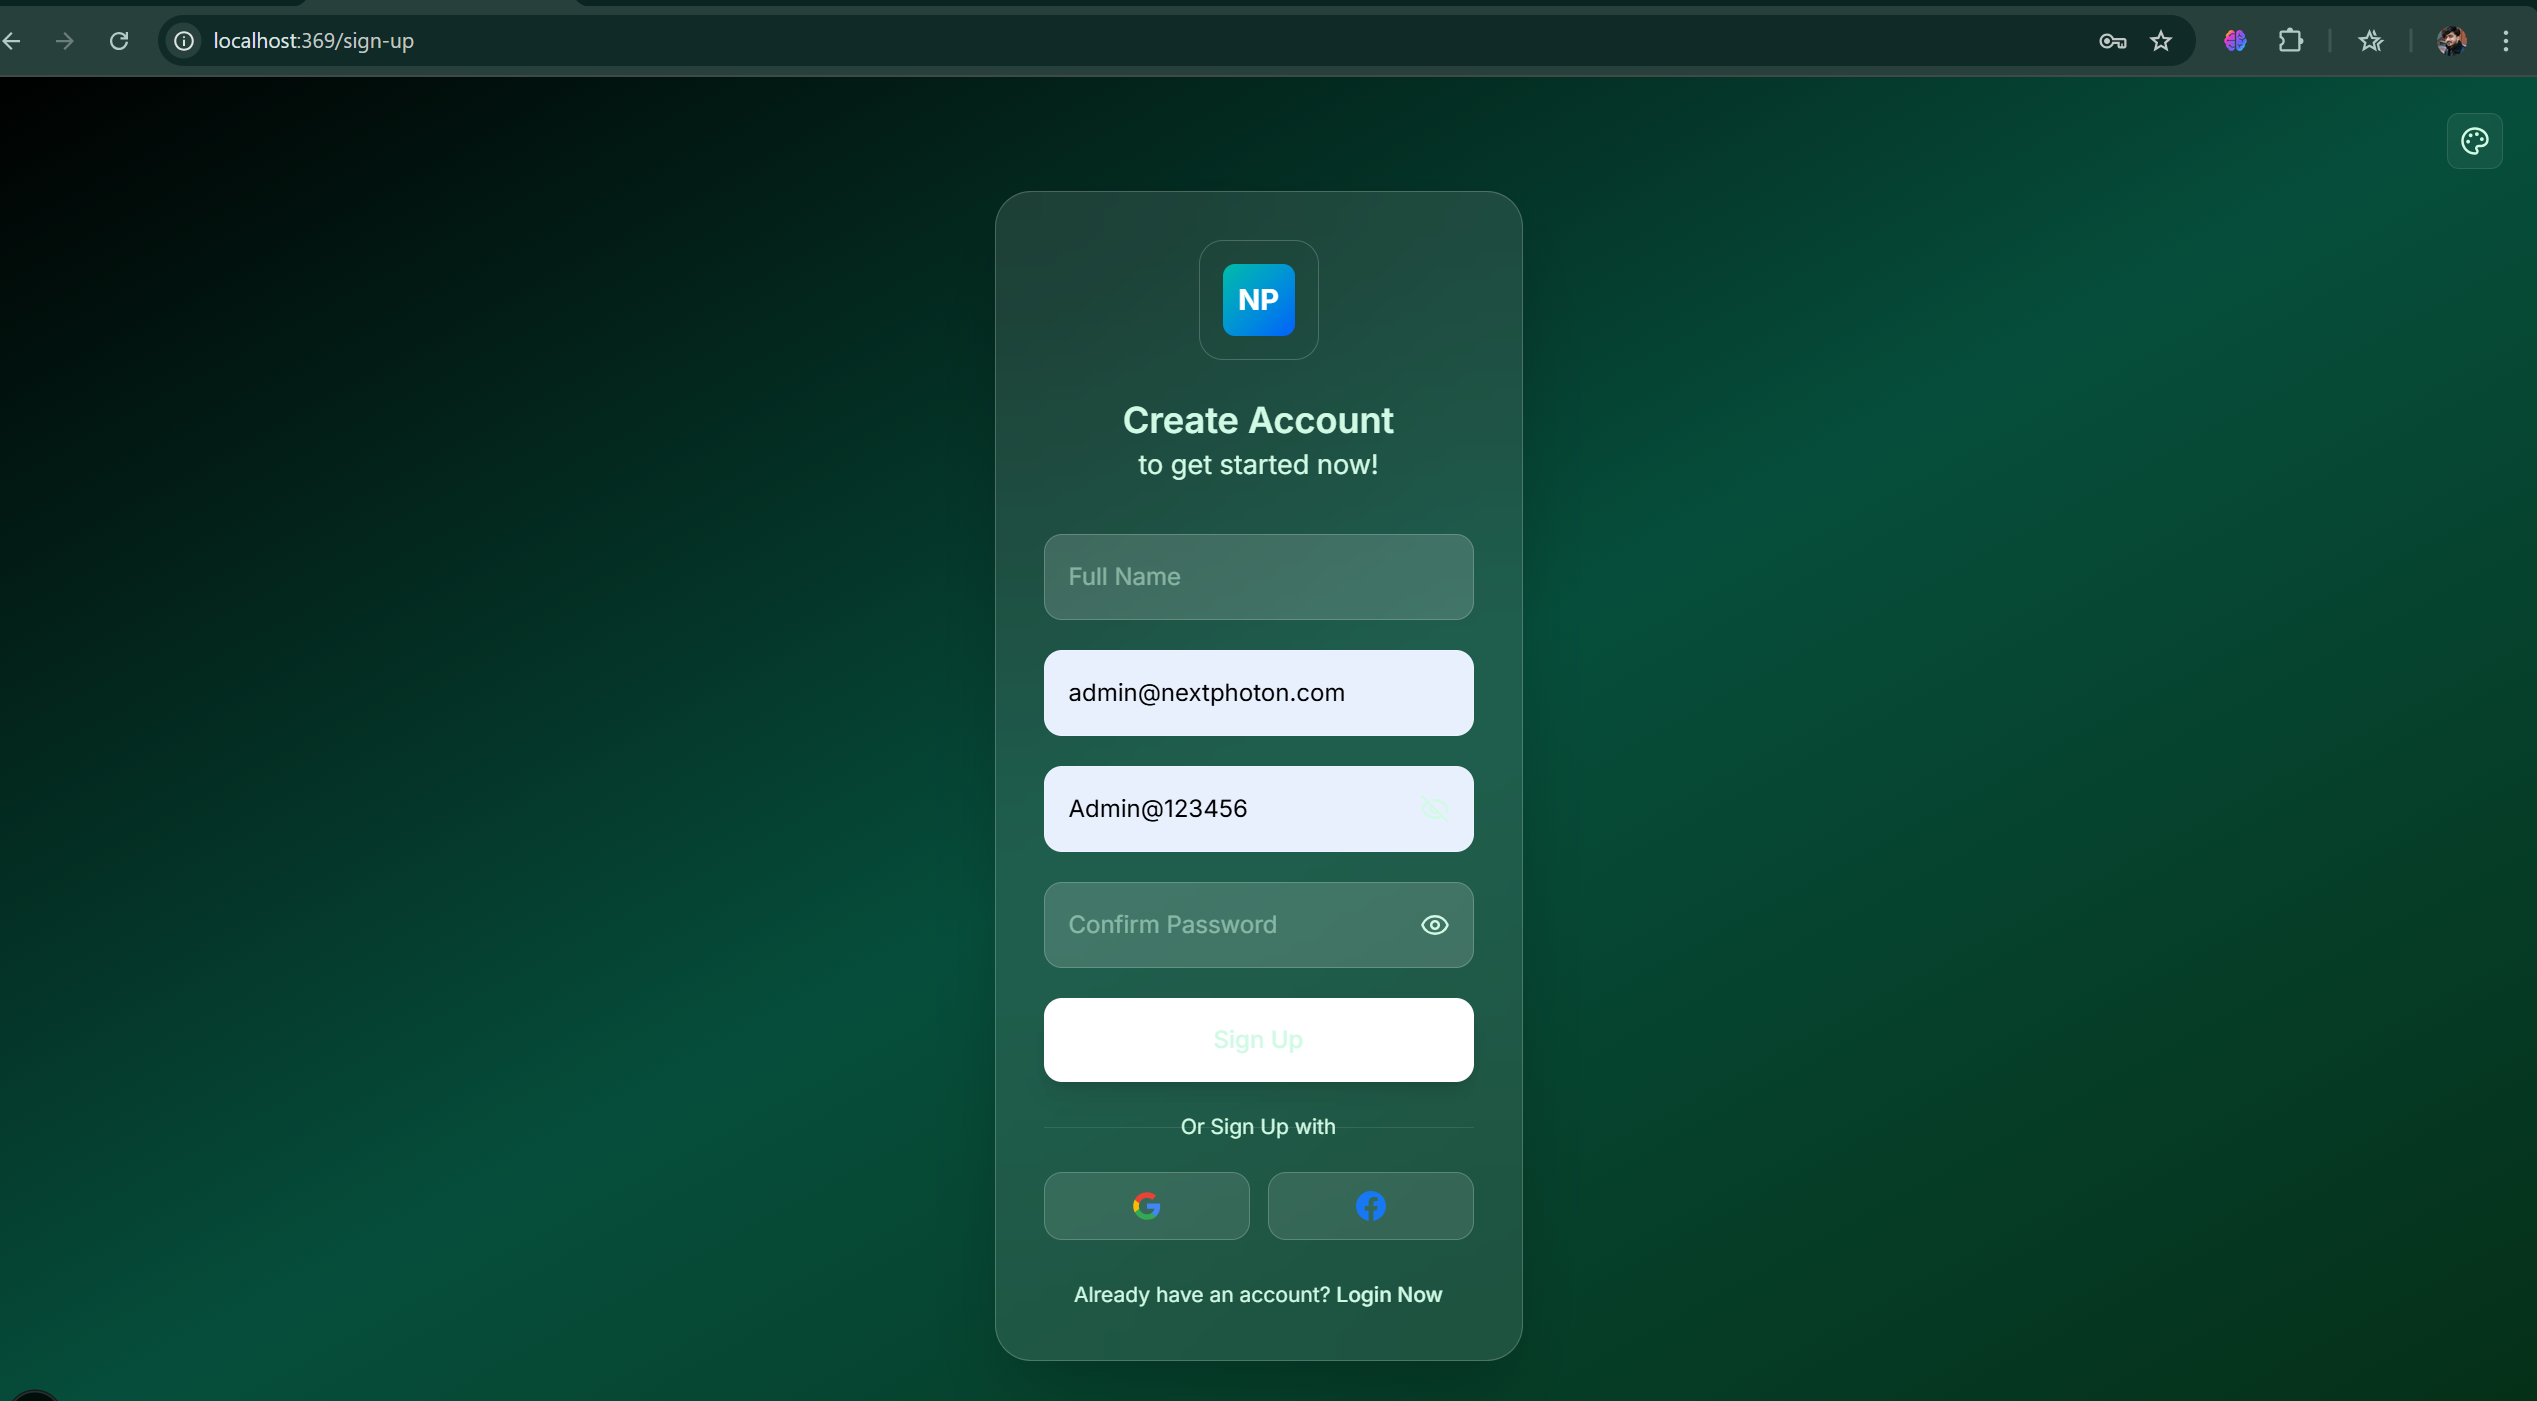 localhost:369/sign-up
NP
Create Account
to get started now!
Full Name
admin@nextphoton.com
Admin@123456
Confirm Password
Sign Up
Or Sign Up with
Already have an account? Login Now